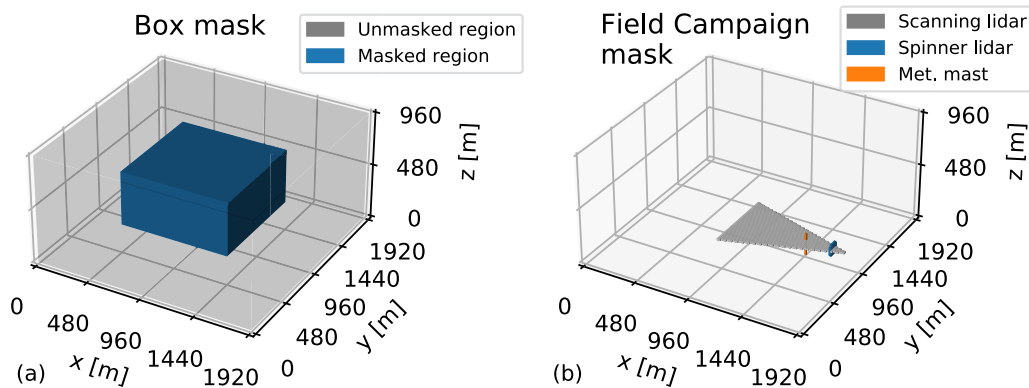 Box mask
Unmasked region
Masked region
960
480
0
z [m]
1920
1440
960
480
0
y [m]
0
480
960
1440
1920
x [m]
(a)
Field Campaign
mask
Scanning lidar
Spinner lidar
Met. mast
960
480
0
z [m]
1920
1440
960
480
0
y [m]
0
480
960
1440
1920
x [m]
(b)